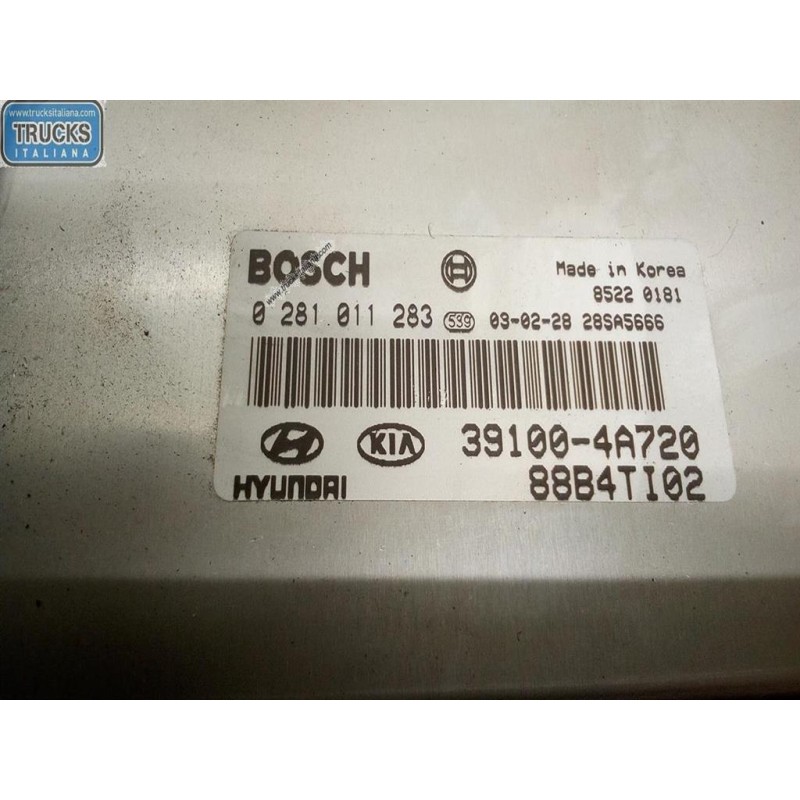 www.trucksitaliana.com
TRUCKS
ITALIANA
BOSCH
Made in Korea
8522 0181
0 281 011 283 539 09-02-28 28SA5666
KIA
39100-4A720
HYUNDAI
88B4TI02